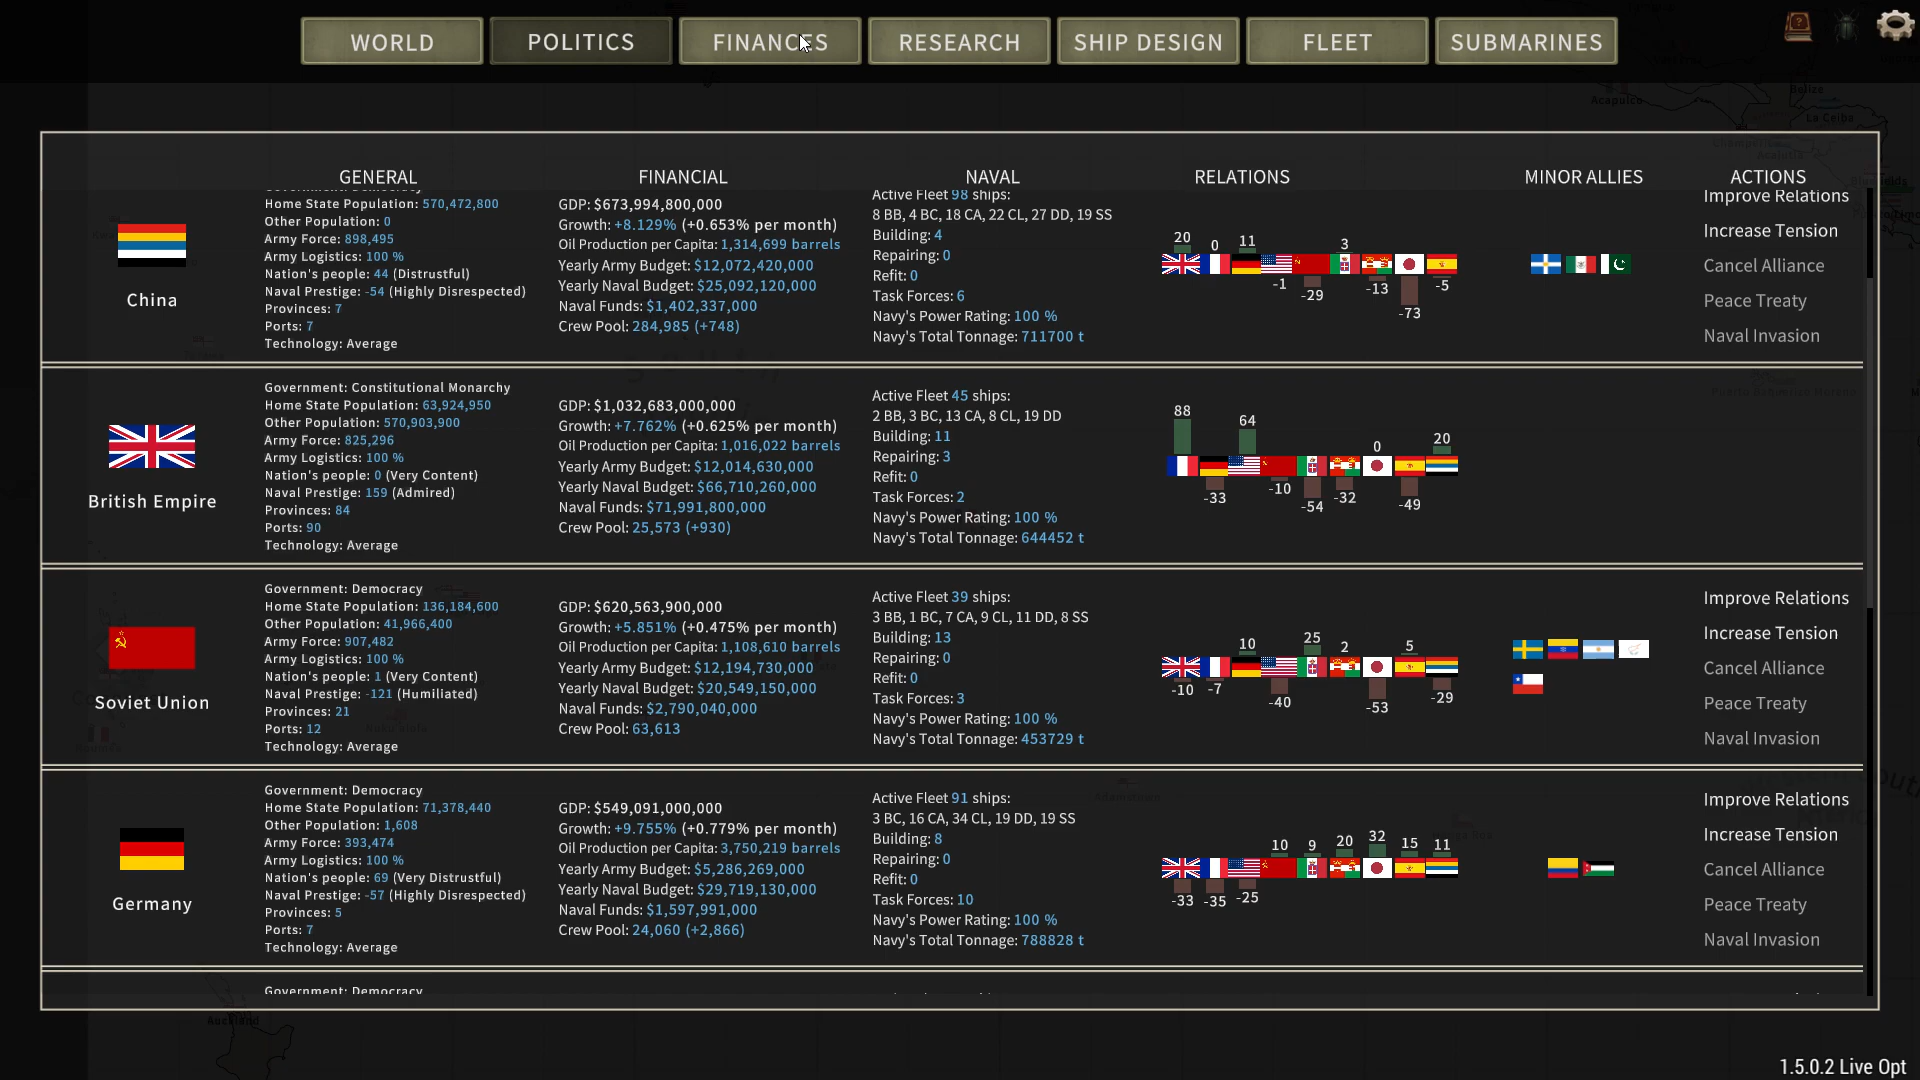 WORLD
POLITICS
FINANCES
RESEARCH
SHIP DESIGN
FLEET
SUBMARINES
GENERAL
FINANCIAL
NAVAL
RELATIONS
MINOR ALLIES
ACTIONS
China
Home State Population: 570,472,800
Other Population: 0
Army Force: 898,495
Army Logistics: 100 %
Nation's people: 44 (Distrustful)
Naval Prestige: -54 (Highly Disrespected)
Provinces: 7
Ports: 7
Technology: Average
GDP: $673,994,800,000
Growth: +8.129% (+0.653% per month)
Oil Production per Capita: 1,314,699 barrels
Yearly Army Budget: $12,072,420,000
Yearly Naval Budget: $25,092,120,000
Naval Funds: $1,402,337,000
Crew Pool: 284,985 (+748)
Active Fleet 98 ships:
8 BB, 4 BC, 18 CA, 22 CL, 27 DD, 19 SS
Building: 4
Repairing: 0
Refit: 0
Task Forces: 6
Navy's Power Rating: 100 %
Navy's Total Tonnage: 711700 t
20 0 11 3
-1 -29 -13 -73 -5
Improve Relations
Increase Tension
Cancel Alliance
Peace Treaty
Naval Invasion
British Empire
Government: Constitutional Monarchy
Home State Population: 63,924,950
Other Population: 570,903,900
Army Force: 825,296
Army Logistics: 100 %
Nation's people: 0 (Very Content)
Naval Prestige: 159 (Admired)
Provinces: 84
Ports: 90
Technology: Average
GDP: $1,032,683,000,000
Growth: +7.762% (+0.625% per month)
Oil Production per Capita: 1,016,022 barrels
Yearly Army Budget: $12,014,630,000
Yearly Naval Budget: $66,710,260,000
Naval Funds: $71,991,800,000
Crew Pool: 25,573 (+930)
Active Fleet 45 ships:
2 BB, 3 BC, 13 CA, 8 CL, 19 DD
Building: 11
Repairing: 3
Refit: 0
Task Forces: 2
Navy's Power Rating: 100 %
Navy's Total Tonnage: 644452 t
88 64 0 20
-33 -10 -54 -32 -49
Soviet Union
Government: Democracy
Home State Population: 136,184,600
Other Population: 41,966,400
Army Force: 907,482
Army Logistics: 100 %
Nation's people: 1 (Very Content)
Naval Prestige: -121 (Humiliated)
Provinces: 21
Ports: 12
Technology: Average
GDP: $620,563,900,000
Growth: +5.851% (+0.475% per month)
Oil Production per Capita: 1,108,610 barrels
Yearly Army Budget: $12,194,730,000
Yearly Naval Budget: $20,549,150,000
Naval Funds: $2,790,040,000
Crew Pool: 63,613
Active Fleet 39 ships:
3 BB, 1 BC, 7 CA, 9 CL, 11 DD, 8 SS
Building: 13
Repairing: 0
Refit: 0
Task Forces: 3
Navy's Power Rating: 100 %
Navy's Total Tonnage: 453729 t
10 25 2 5
-10 -7 -40 -53 -29
Improve Relations
Increase Tension
Cancel Alliance
Peace Treaty
Naval Invasion
Germany
Government: Democracy
Home State Population: 71,378,440
Other Population: 1,608
Army Force: 393,474
Army Logistics: 100 %
Nation's people: 69 (Very Distrustful)
Naval Prestige: -57 (Highly Disrespected)
Provinces: 5
Ports: 7
Technology: Average
GDP: $549,091,000,000
Growth: +9.755% (+0.779% per month)
Oil Production per Capita: 3,750,219 barrels
Yearly Army Budget: $5,286,269,000
Yearly Naval Budget: $29,719,130,000
Naval Funds: $1,597,991,000
Crew Pool: 24,060 (+2,866)
Active Fleet 91 ships:
3 BC, 16 CA, 34 CL, 19 DD, 19 SS
Building: 8
Repairing: 0
Refit: 0
Task Forces: 10
Navy's Power Rating: 100 %
Navy's Total Tonnage: 788828 t
10 9 20 32 15 11
-33 -35 -25
Improve Relations
Increase Tension
Cancel Alliance
Peace Treaty
Naval Invasion
Government: Democracy
Acapulco
Belize
La Ceiba
Auckland
1.5.0.2 Live Opt